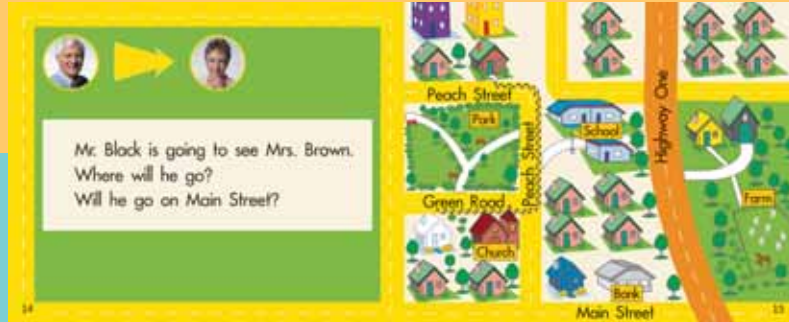 Mr. Black is going to see Mrs. Brown.
Where will he go?
Will he go on Main Street?
14
Peach Street
Park
Peach Street
School
Highway One
Green Road
Church
Farm
Bank
Main Street
15